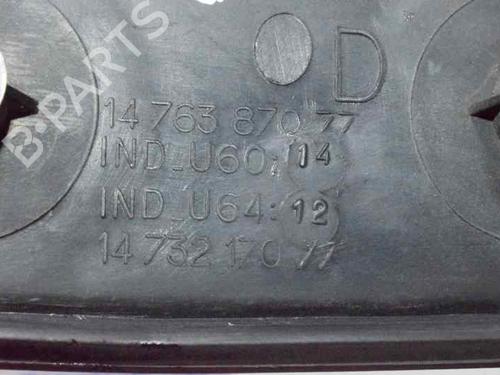 B-PARTS
D
14 763 870 77
IND_U60: 14
IND_U64: 12
14 732 170 77